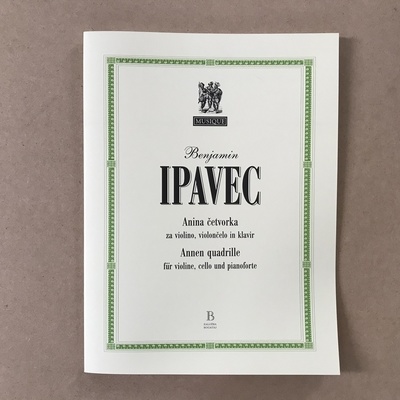 MUSIQUE
Benjamin
IPAVEC
Anina četvorka
za violino, violončelo in klavir
Annen quadrille
für violine, cello und pianoforte
B